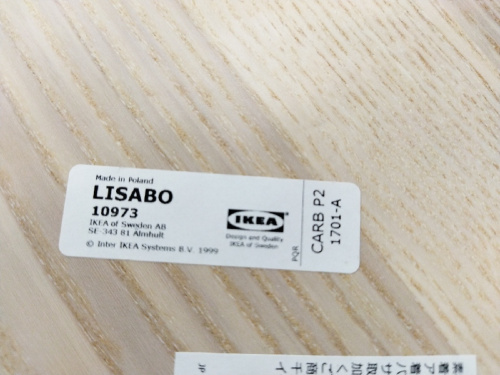 Made in Poland
LISABO
10973
IKEA of Sweden AB
SE-343 81 Älmhult
© Inter IKEA Systems B.V. 1999
IKEA
Design and Quality
IKEA of Sweden
PQR
CARB P2
1701-A
JP